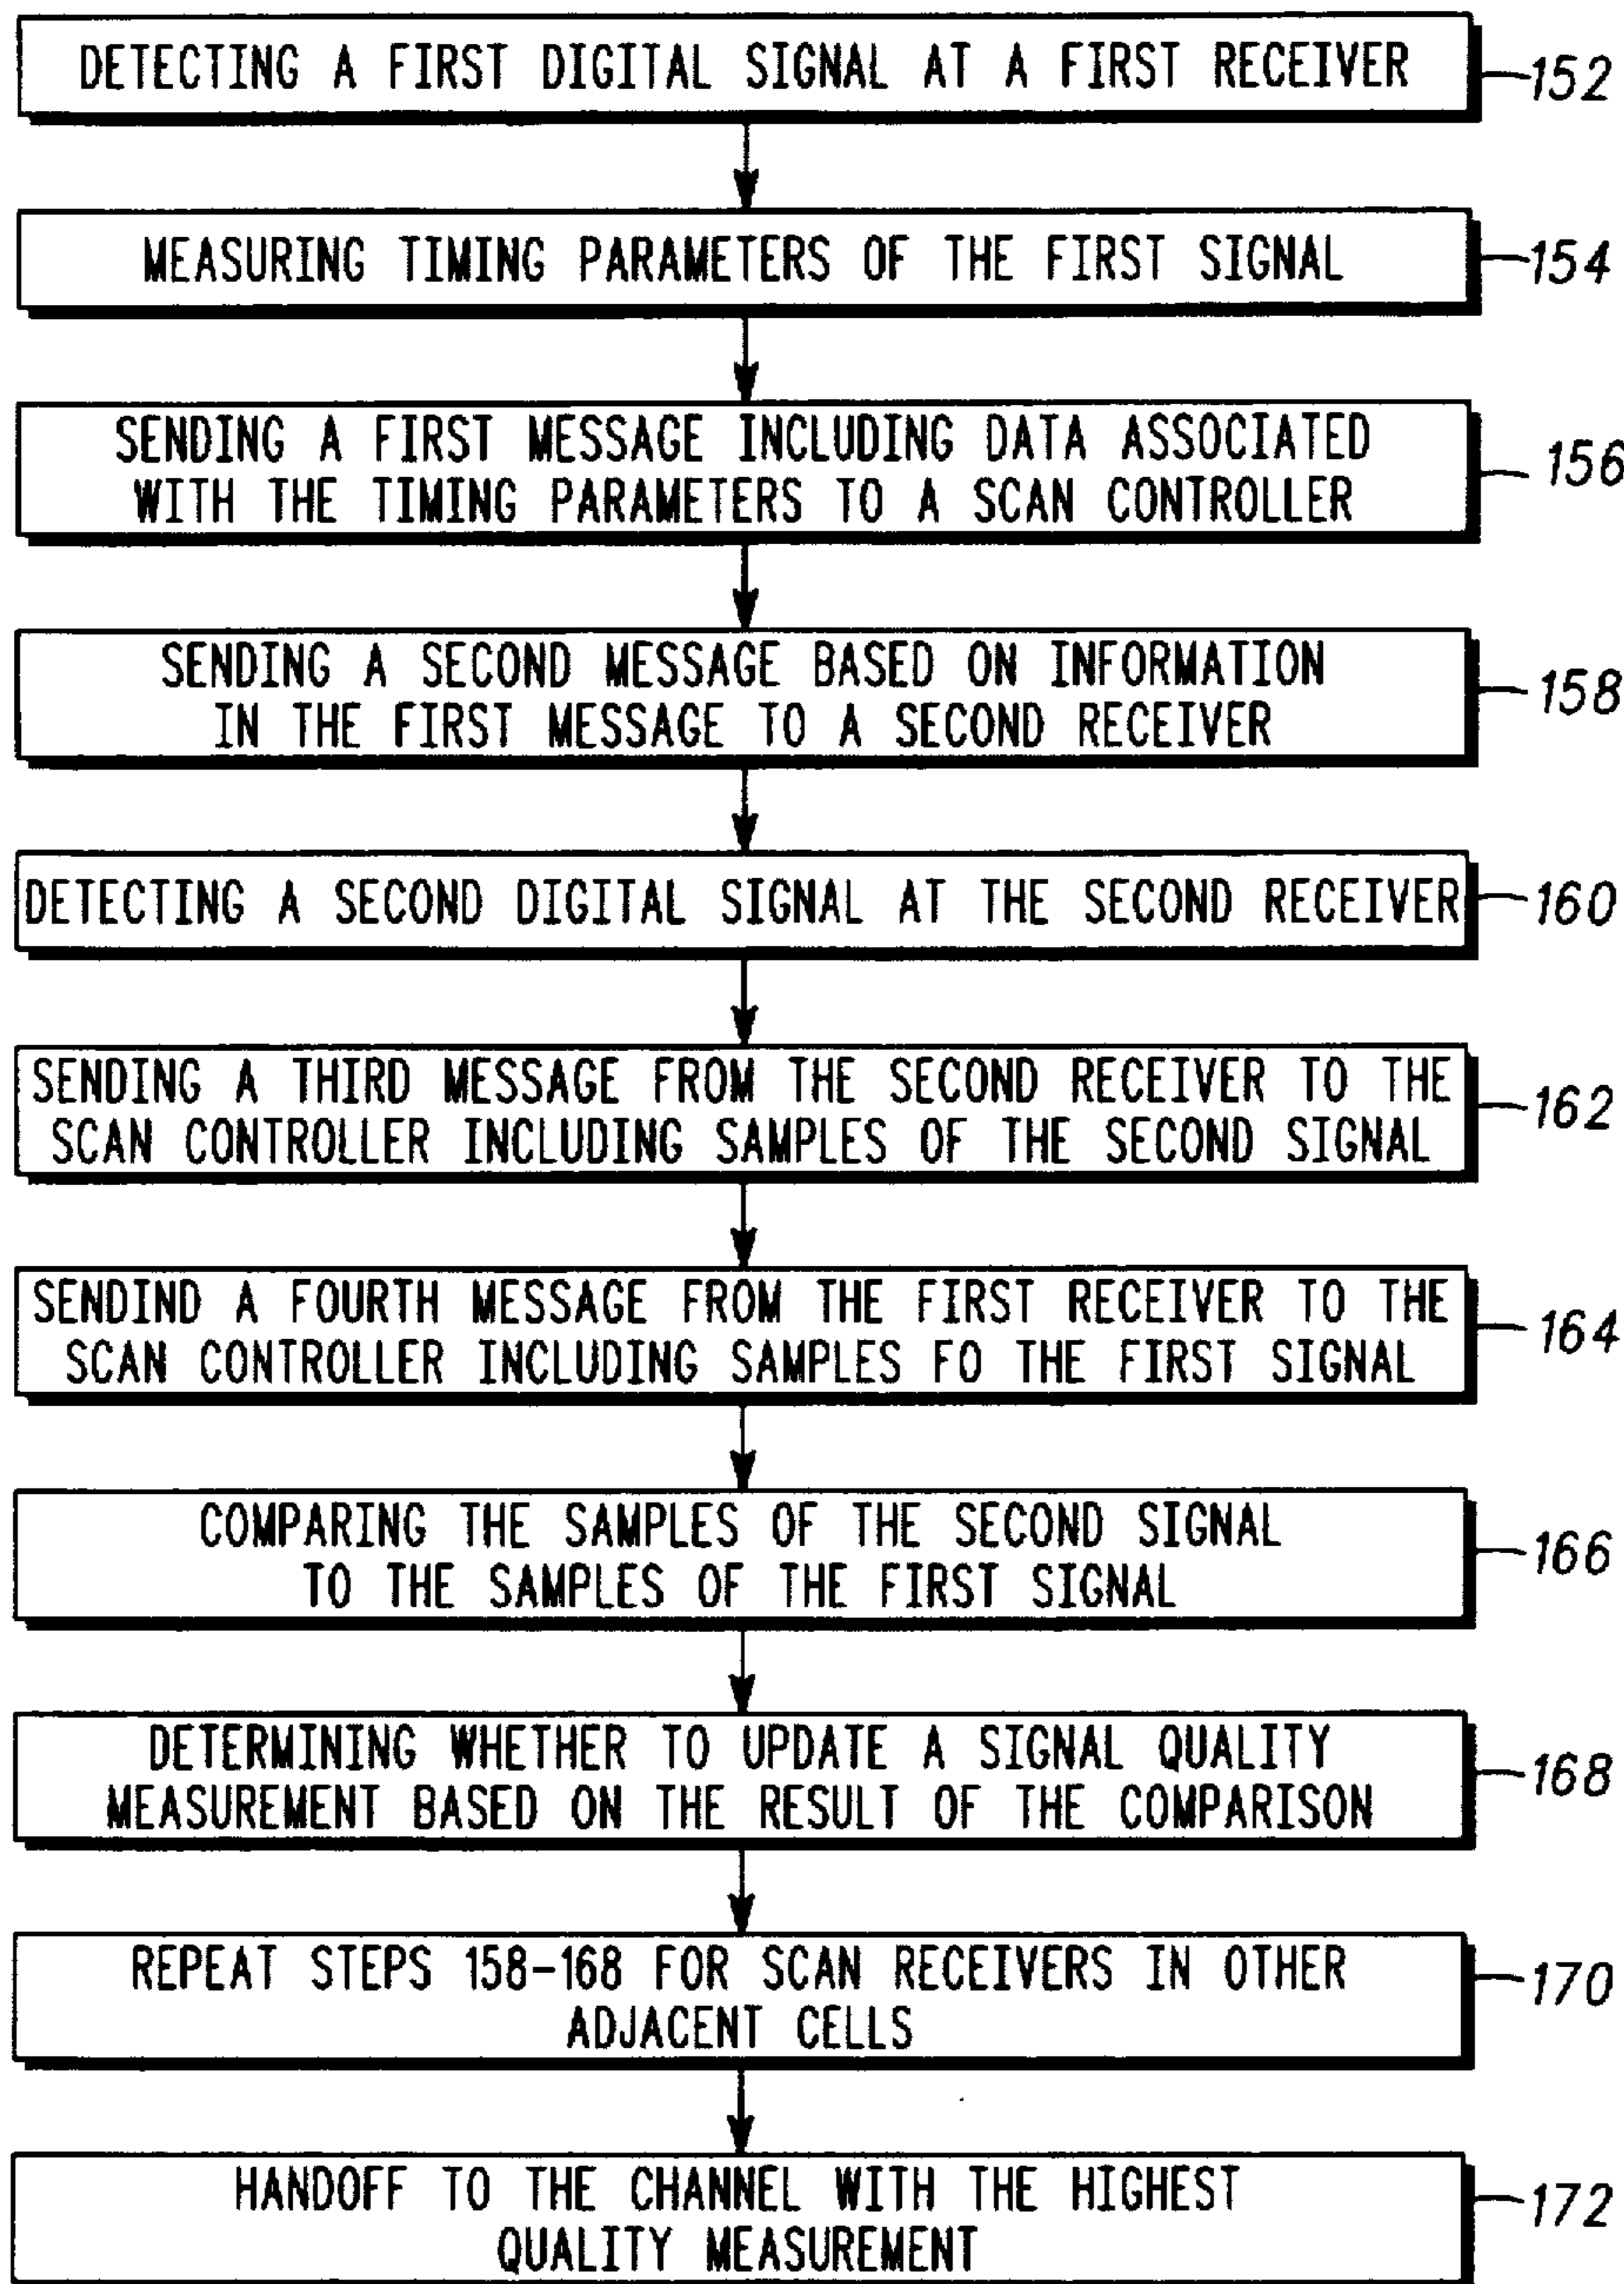 DETECTING A FIRST DIGITAL SIGNAL AT A FIRST RECEIVER
152
MEASURING TIMING PARAMETERS OF THE FIRST SIGNAL
154
SENDING A FIRST MESSAGE INCLUDING DATA ASSOCIATED
WITH THE TIMING PARAMETERS TO A SCAN CONTROLLER
156
SENDING A SECOND MESSAGE BASED ON INFORMATION
IN THE FIRST MESSAGE TO A SECOND RECEIVER
158
DETECTING A SECOND DIGITAL SIGNAL AT THE SECOND RECEIVER
160
SENDING A THIRD MESSAGE FROM THE SECOND RECEIVER TO THE
SCAN CONTROLLER INCLUDING SAMPLES OF THE SECOND SIGNAL
162
SENDIND A FOURTH MESSAGE FROM THE FIRST RECEIVER TO THE
SCAN CONTROLLER INCLUDING SAMPLES FO THE FIRST SIGNAL
164
COMPARING THE SAMPLES OF THE SECOND SIGNAL
TO THE SAMPLES OF THE FIRST SIGNAL
166
DETERMINING WHETHER TO UPDATE A SIGNAL QUALITY
MEASUREMENT BASED ON THE RESULT OF THE COMPARISON
168
REPEAT STEPS 158-168 FOR SCAN RECEIVERS IN OTHER
ADJACENT CELLS
170
HANDOFF TO THE CHANNEL WITH THE HIGHEST
QUALITY MEASUREMENT
172